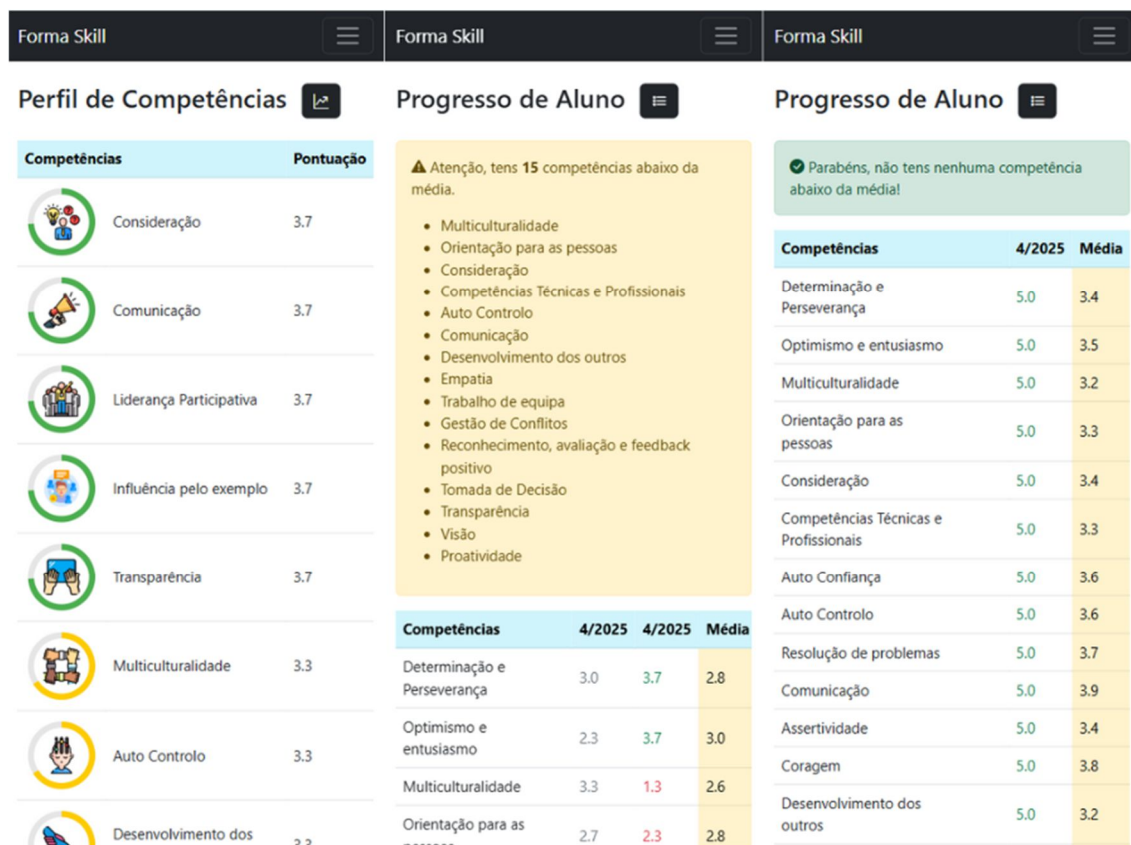 Forma Skill
Perfil de Competências
Competências Pontuação
Consideração 3.7
Comunicação 3.7
Liderança Participativa 3.7
Influência pelo exemplo 3.7
Transparência 3.7
Multiculturalidade 3.3
Auto Controlo 3.3
Desenvolvimento dos
Forma Skill
Progresso de Aluno
Atenção, tens 15 competências abaixo da
média.
• Multiculturalidade
• Orientação para as pessoas
• Consideração
• Competências Técnicas e Profissionais
• Auto Controlo
• Comunicação
• Desenvolvimento dos outros
• Empatia
• Trabalho de equipa
• Gestão de Conflitos
• Reconhecimento, avaliação e feedback
positivo
• Tomada de Decisão
• Transparência
• Visão
• Proatividade
Competências 4/2025 4/2025 Média
Determinação e
Perseverança 3.0 3.7 2.8
Optimismo e
entusiasmo 2.3 3.7 3.0
Multiculturalidade 3.3 1.3 2.6
Orientação para as
2.7 2.3 2.8
Forma Skill
Progresso de Aluno
Parabéns, não tens nenhuma competência
abaixo da média!
Competências 4/2025 Média
Determinação e
Perseverança 5.0 3.4
Optimismo e entusiasmo 5.0 3.5
Multiculturalidade 5.0 3.2
Orientação para as
pessoas 5.0 3.3
Consideração 5.0 3.4
Competências Técnicas e
Profissionais 5.0 3.3
Auto Confiança 5.0 3.6
Auto Controlo 5.0 3.6
Resolução de problemas 5.0 3.7
Comunicação 5.0 3.9
Assertividade 5.0 3.4
Coragem 5.0 3.8
Desenvolvimento dos
outros 5.0 3.2